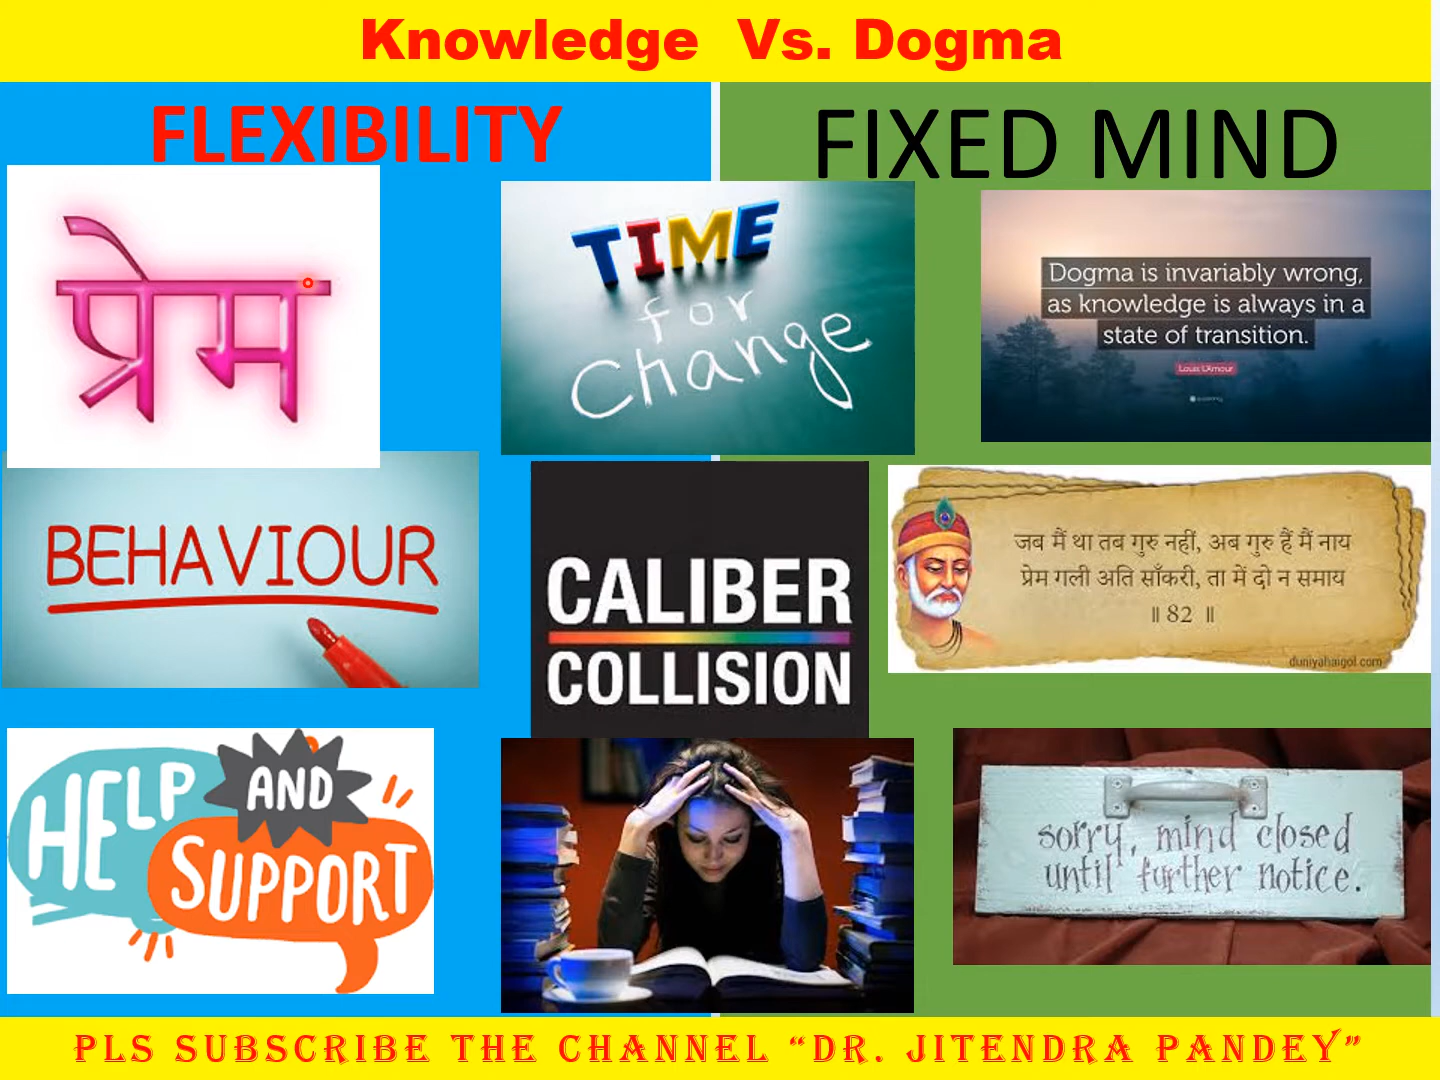 Knowledge Vs. Dogma
FLEXIBILITY
FIXED MIND
प्रेम
TIME
for
Change
Dogma is invariably wrong,
as knowledge is always in a
state of transition.
Louis L'Amour
BEHAVIOUR
CALIBER
COLLISION
जब मैं था तब गुरु नहीं, अब गुरु हैं मैं नाय
प्रेम गली अति साँकरी, ता में दो न समाय
॥ 82 ॥
duniyahaigol.com
HELP
AND
SUPPORT
sorry, mind closed
until further notice.
PLS SUBSCRIBE THE CHANNEL “DR. JITENDRA PANDEY”